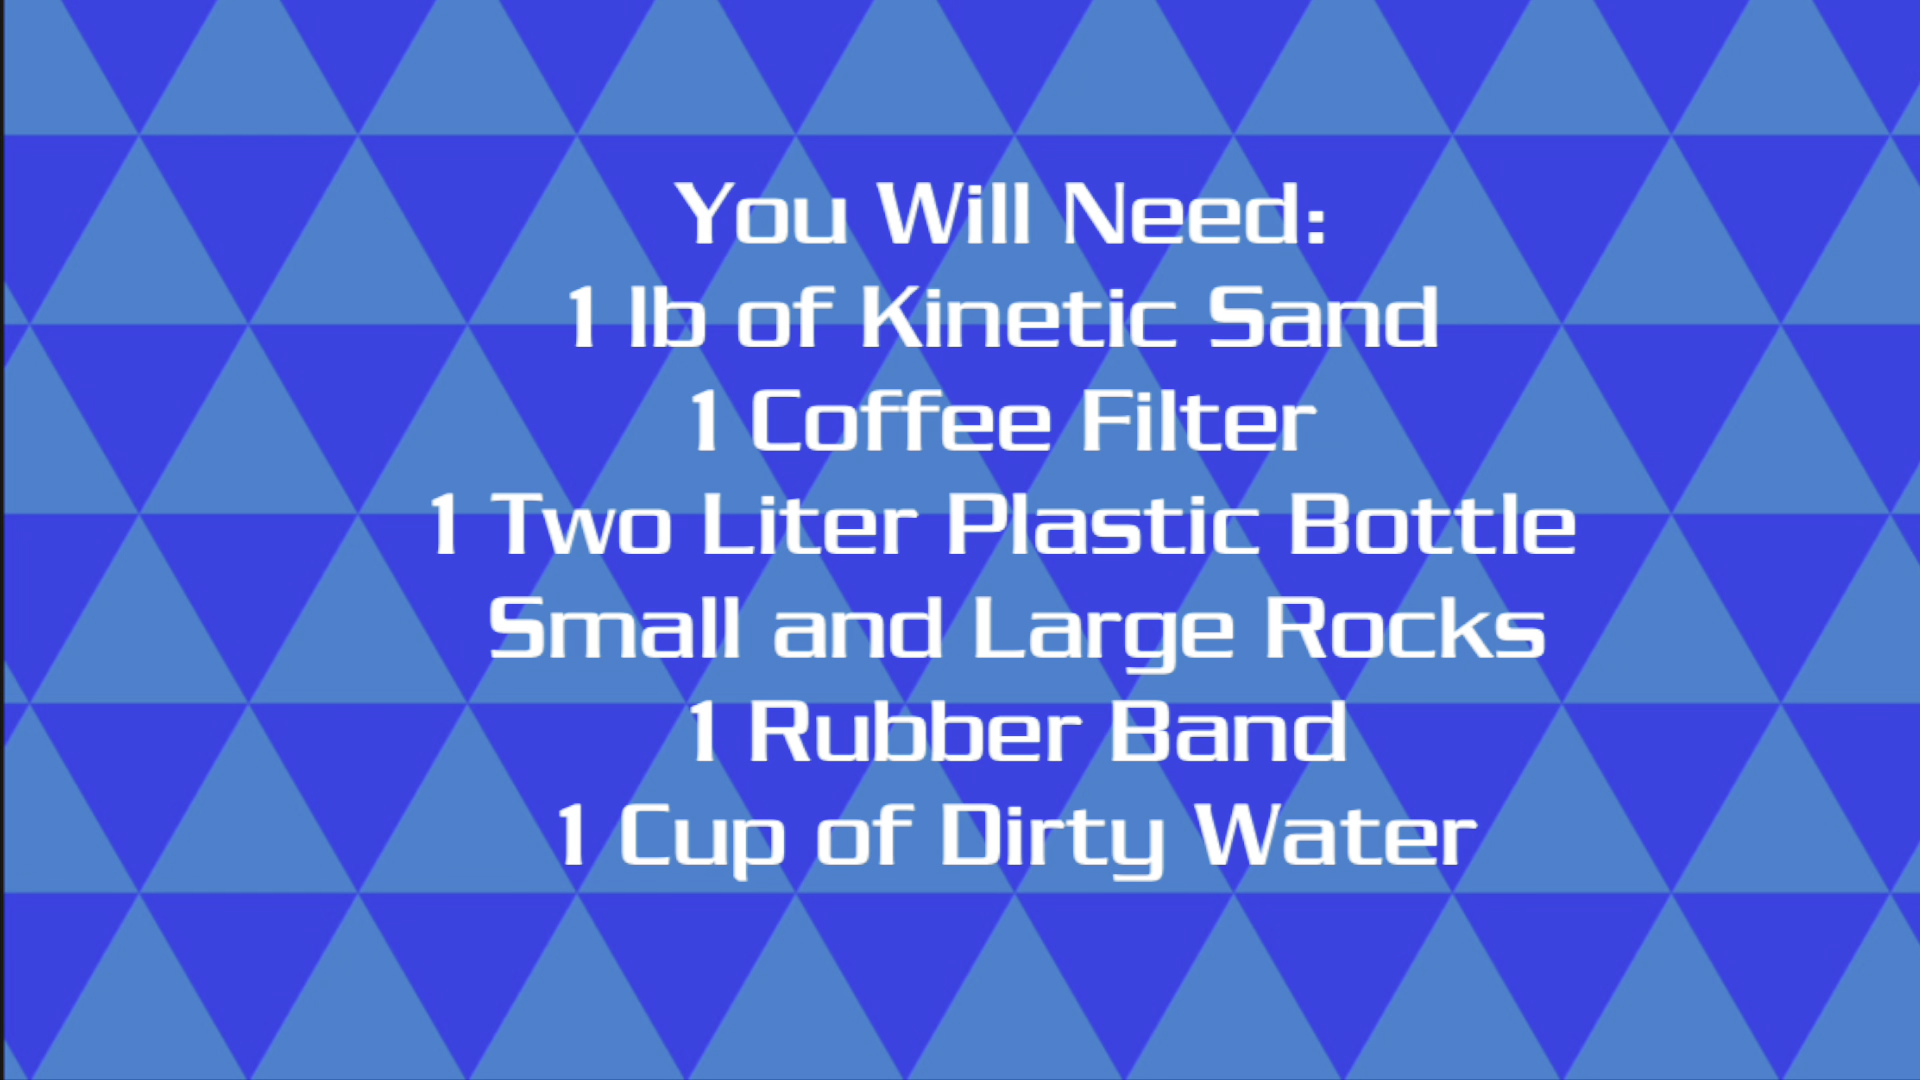 You Will Need:
1 lb of Kinetic Sand
1 Coffee Filter
1 Two Liter Plastic Bottle
Small and Large Rocks
1 Rubber Band
1 Cup of Dirty Water